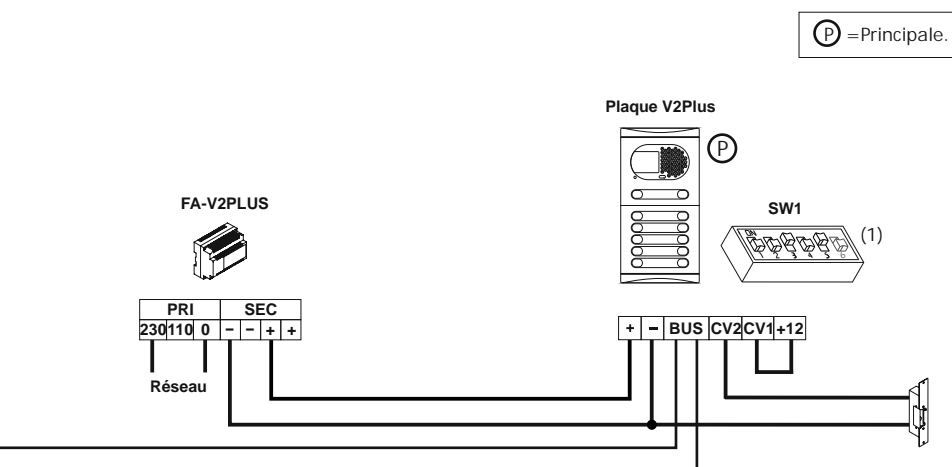 P =Principale.
Plaque V2Plus
P
FA-V2PLUS
SW1
ON
1 2 3 4 5 6
(1)
PRI SEC
230 110 0 – – + +
+ – BUS CV2 CV1 +12
Réseau